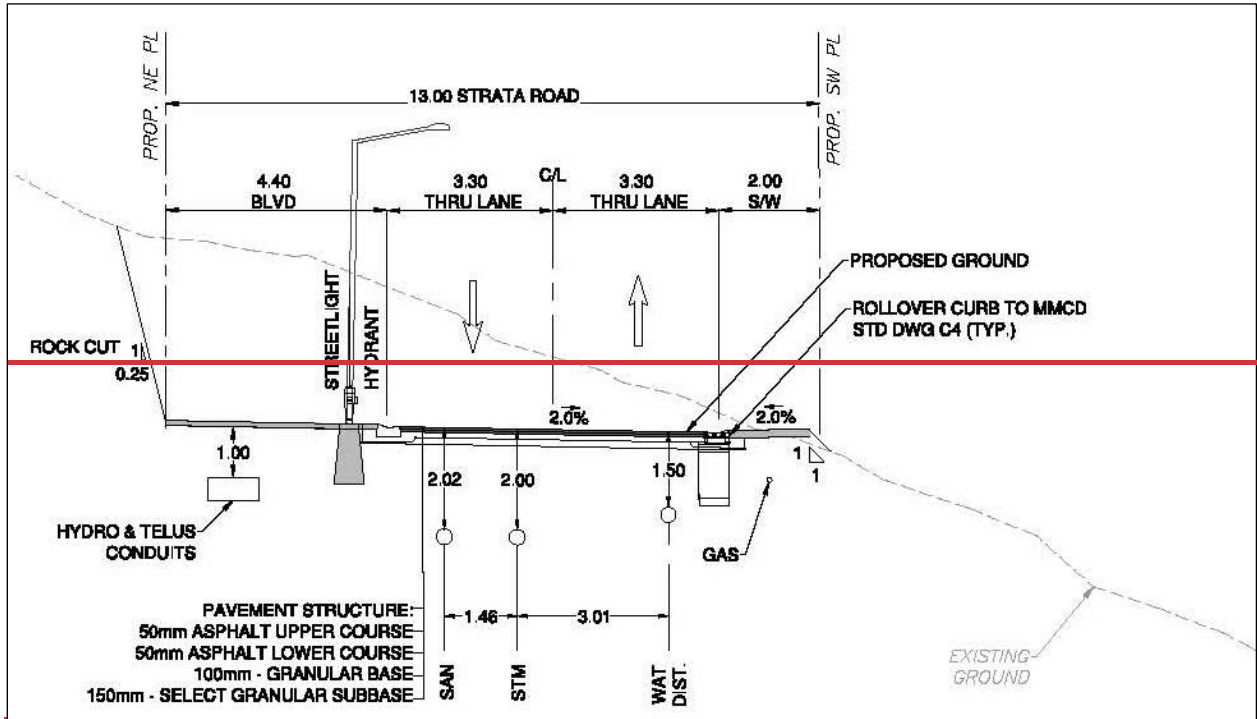 PROP. NE PL
PROP. SW PL
13.00 STRATA ROAD
4.40
BLVD
3.30
THRU LANE
C/L
3.30
THRU LANE
2.00
S/W
STREETLIGHT
HYDRANT
PROPOSED GROUND
ROLLOVER CURB TO MMCD
STD DWG C4 (TYP.)
ROCK CUT
1
0.25
2.0%
2.0%
1.00
2.02
2.00
1.50
1
1
HYDRO & TELUS
CONDUITS
GAS
PAVEMENT STRUCTURE:
50mm ASPHALT UPPER COURSE
50mm ASPHALT LOWER COURSE
100mm - GRANULAR BASE
150mm - SELECT GRANULAR SUBBASE
1.46
3.01
SAN
STM
WAT
DIST.
EXISTING
GROUND